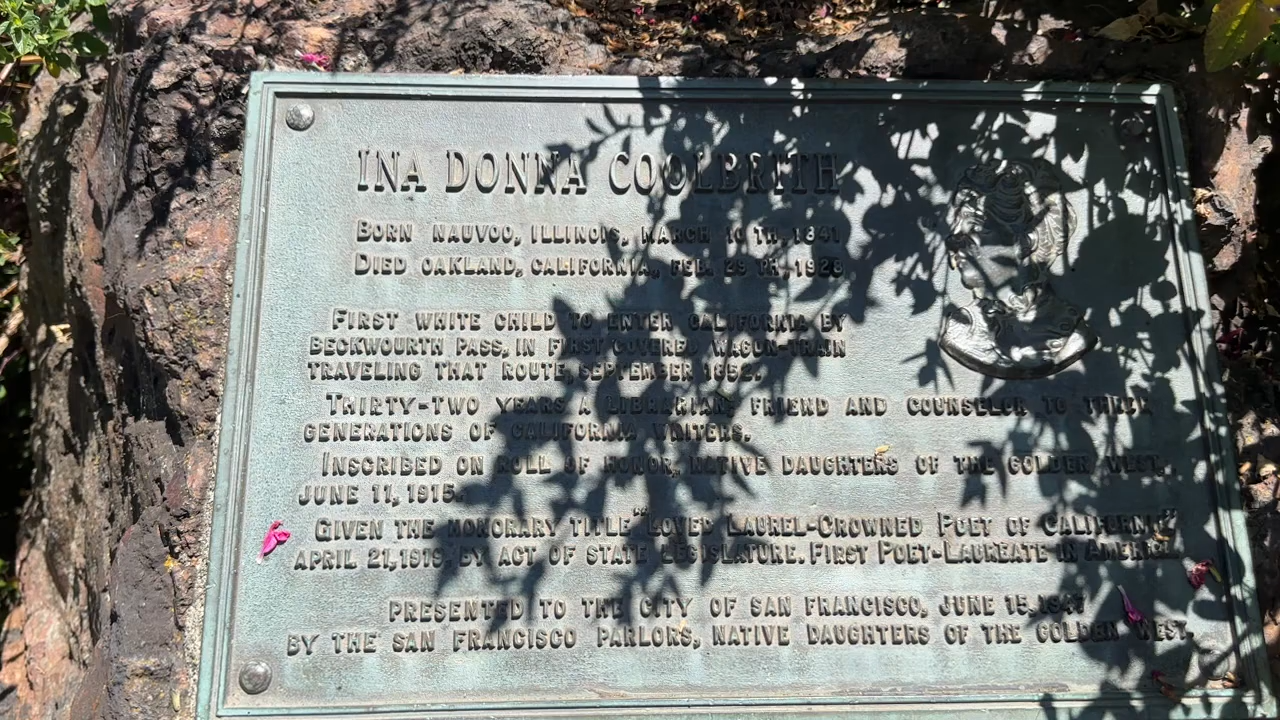 INA DONNA COOLBRITH
BORN NAUVOO, ILLINOIS, MARCH 10 TH, 1841
DIED OAKLAND, CALIFORNIA, FEB. 29 TH, 1928
FIRST WHITE CHILD TO ENTER CALIFORNIA BY
BECKWOURTH PASS, IN FIRST COVERED WAGON-TRAIN
TRAVELING THAT ROUTE, SEPTEMBER 1852.
THIRTY-TWO YEARS A LIBRARIAN, FRIEND AND COUNSELOR TO THREE
GENERATIONS OF CALIFORNIA WRITERS.
INSCRIBED ON ROLL OF HONOR, NATIVE DAUGHTERS OF THE GOLDEN WEST,
JUNE 11, 1915.
GIVEN THE HONORARY TITLE "LOVED LAUREL-CROWNED POET OF CALIFORNIA"
APRIL 21, 1919. BY ACT OF STATE LEGISLATURE. FIRST POET-LAUREATE IN AMERICA.
PRESENTED TO THE CITY OF SAN FRANCISCO, JUNE 15, 1947
BY THE SAN FRANCISCO PARLORS, NATIVE DAUGHTERS OF THE GOLDEN WEST.